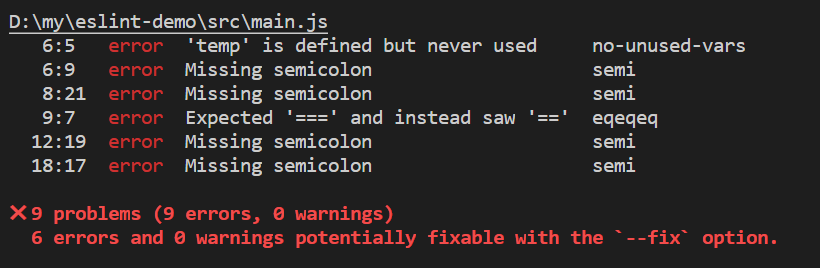 D:\my\eslint-demo\src\main.js
6:5 error 'temp' is defined but never used no-unused-vars
6:9 error Missing semicolon semi
8:21 error Missing semicolon semi
9:7 error Expected '===' and instead saw '==' eqeqeq
12:19 error Missing semicolon semi
18:17 error Missing semicolon semi
❌ 9 problems (9 errors, 0 warnings)
6 errors and 0 warnings potentially fixable with the `--fix` option.